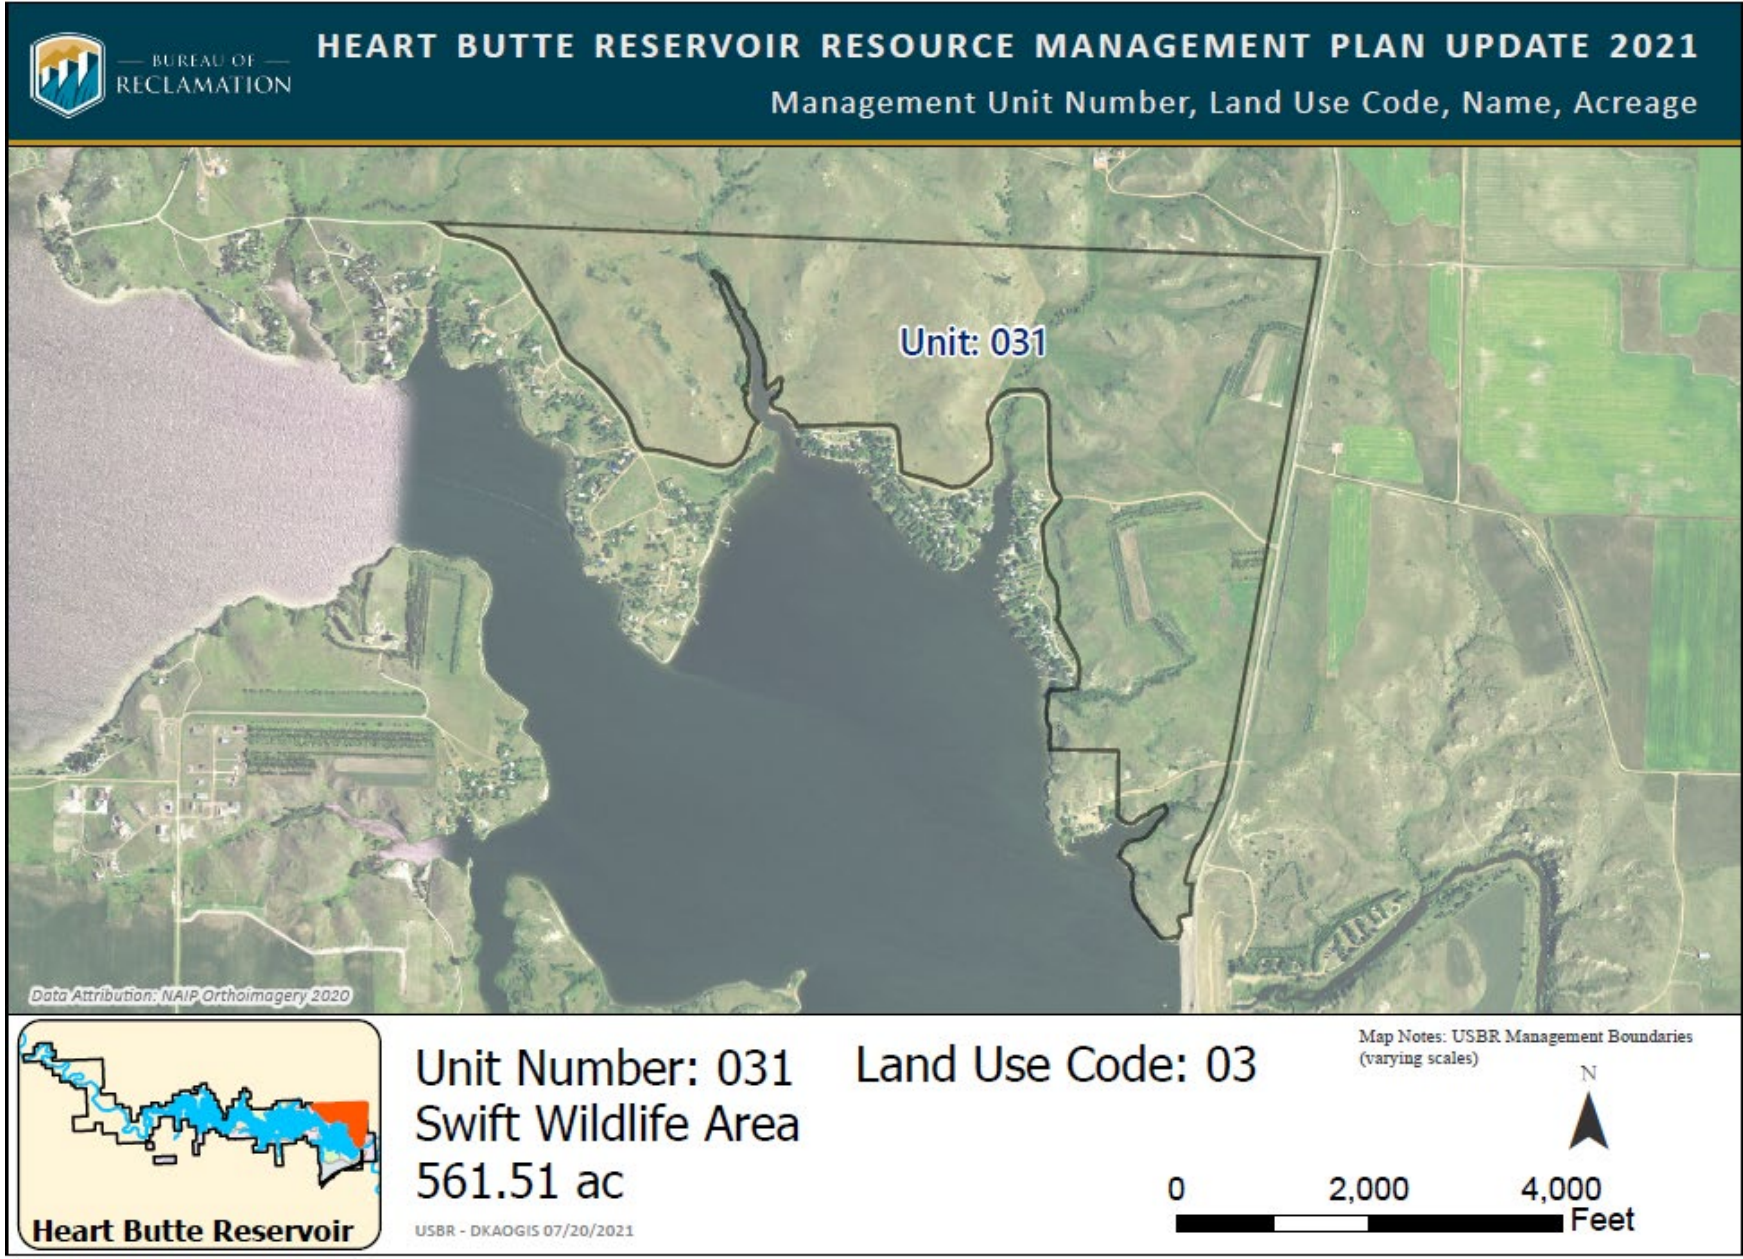 BUREAU OF
RECLAMATION
HEART BUTTE RESERVOIR RESOURCE MANAGEMENT PLAN UPDATE 2021
Management Unit Number, Land Use Code, Name, Acreage
Unit: 031
Data Attribution: NAIP Orthoimagery 2020
Heart Butte Reservoir
Unit Number: 031
Swift Wildlife Area
561.51 ac
USBR - DKAOGIS 07/20/2021
Land Use Code: 03
Map Notes: USBR Management Boundaries
(varying scales)
N
0 2,000 4,000
Feet